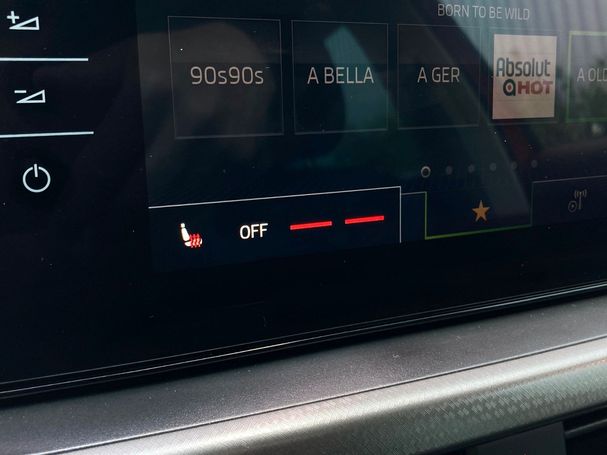 BORN TO BE WILD
90s90s
A BELLA
A GER
Absolut
HOT
A OLD
OFF